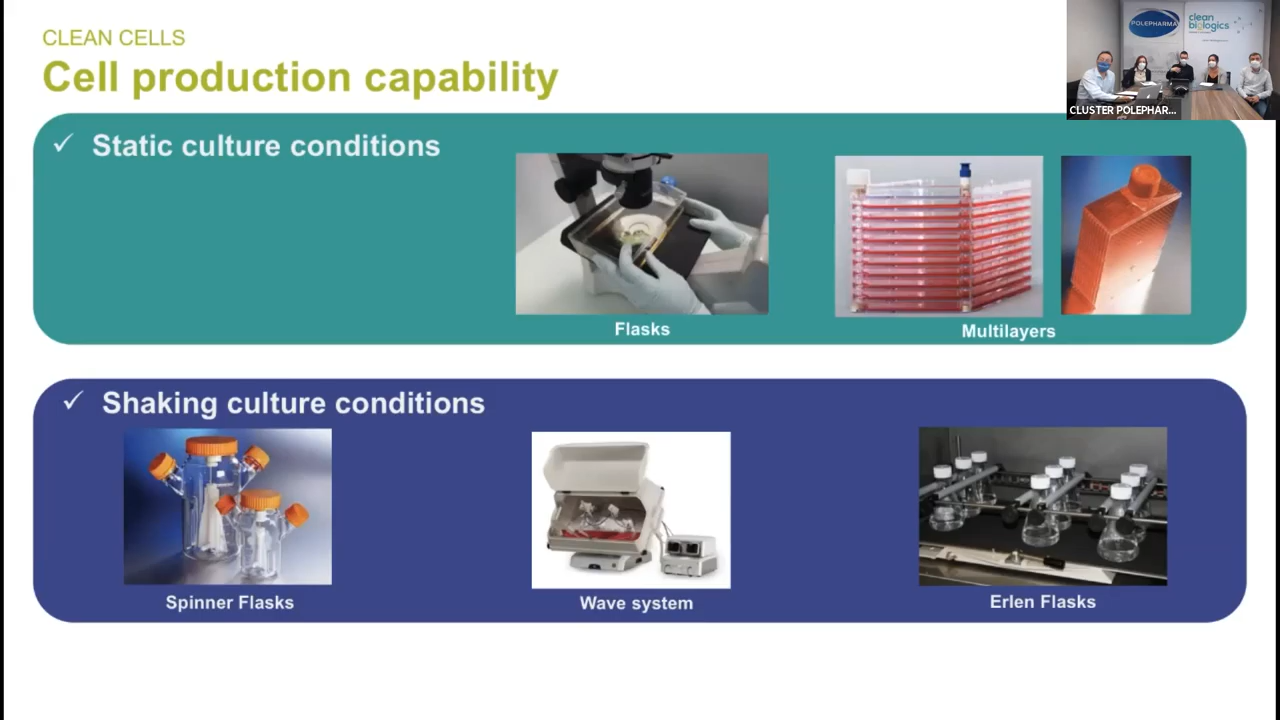 CLEAN CELLS
Cell production capability
POLEPHARMA
clean
biologics
CLUSTER POLEPHAR...
✓ Static culture conditions
Flasks
Multilayers
✓ Shaking culture conditions
Spinner Flasks
Wave system
Erlen Flasks